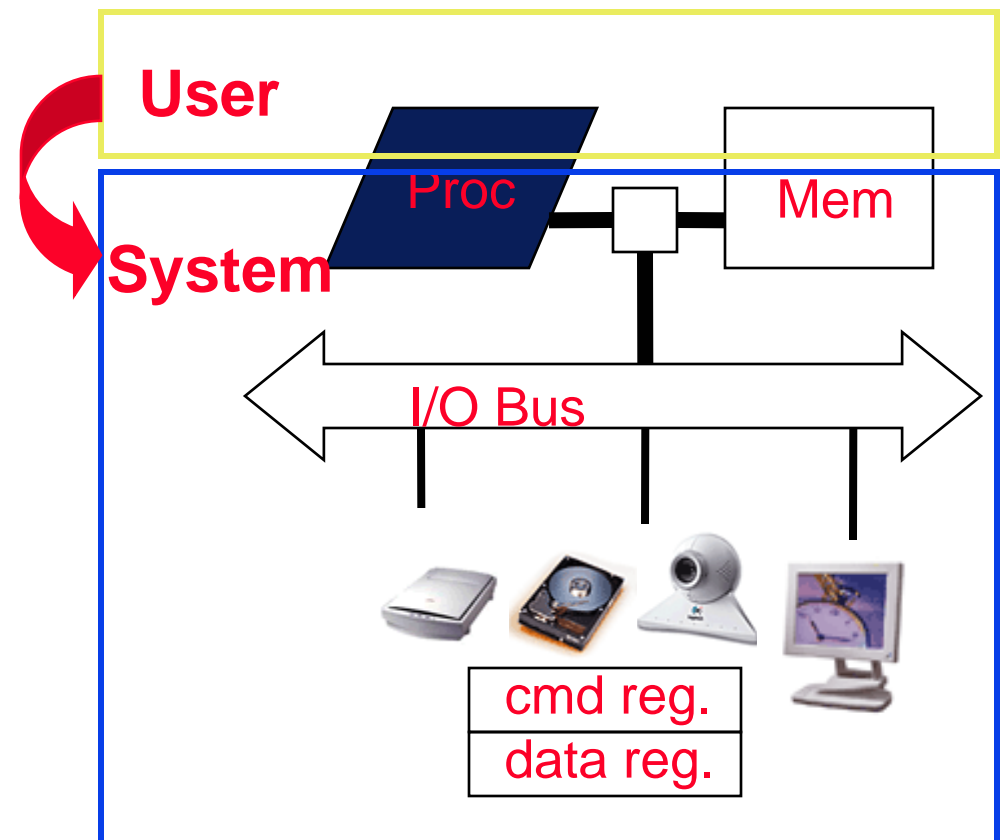 User
Proc
Mem
System
I/O Bus
cmd reg.
data reg.